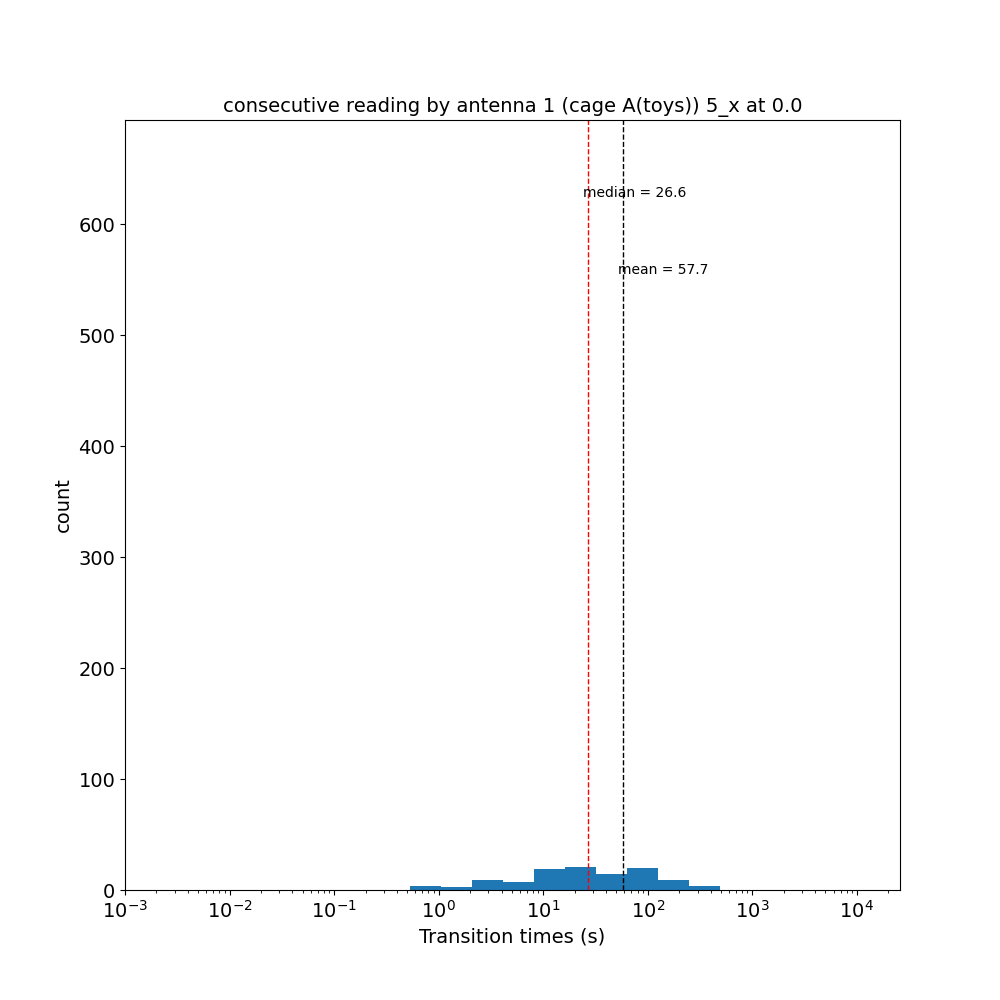 consecutive reading by antenna 1 (cage A(toys)) 5_x at 0.0
median = 26.6
mean = 57.7
600
500
400
300
200
100
0
count
10⁻³ 10⁻² 10⁻¹ 10⁰ 10¹ 10² 10³ 10⁴
Transition times (s)